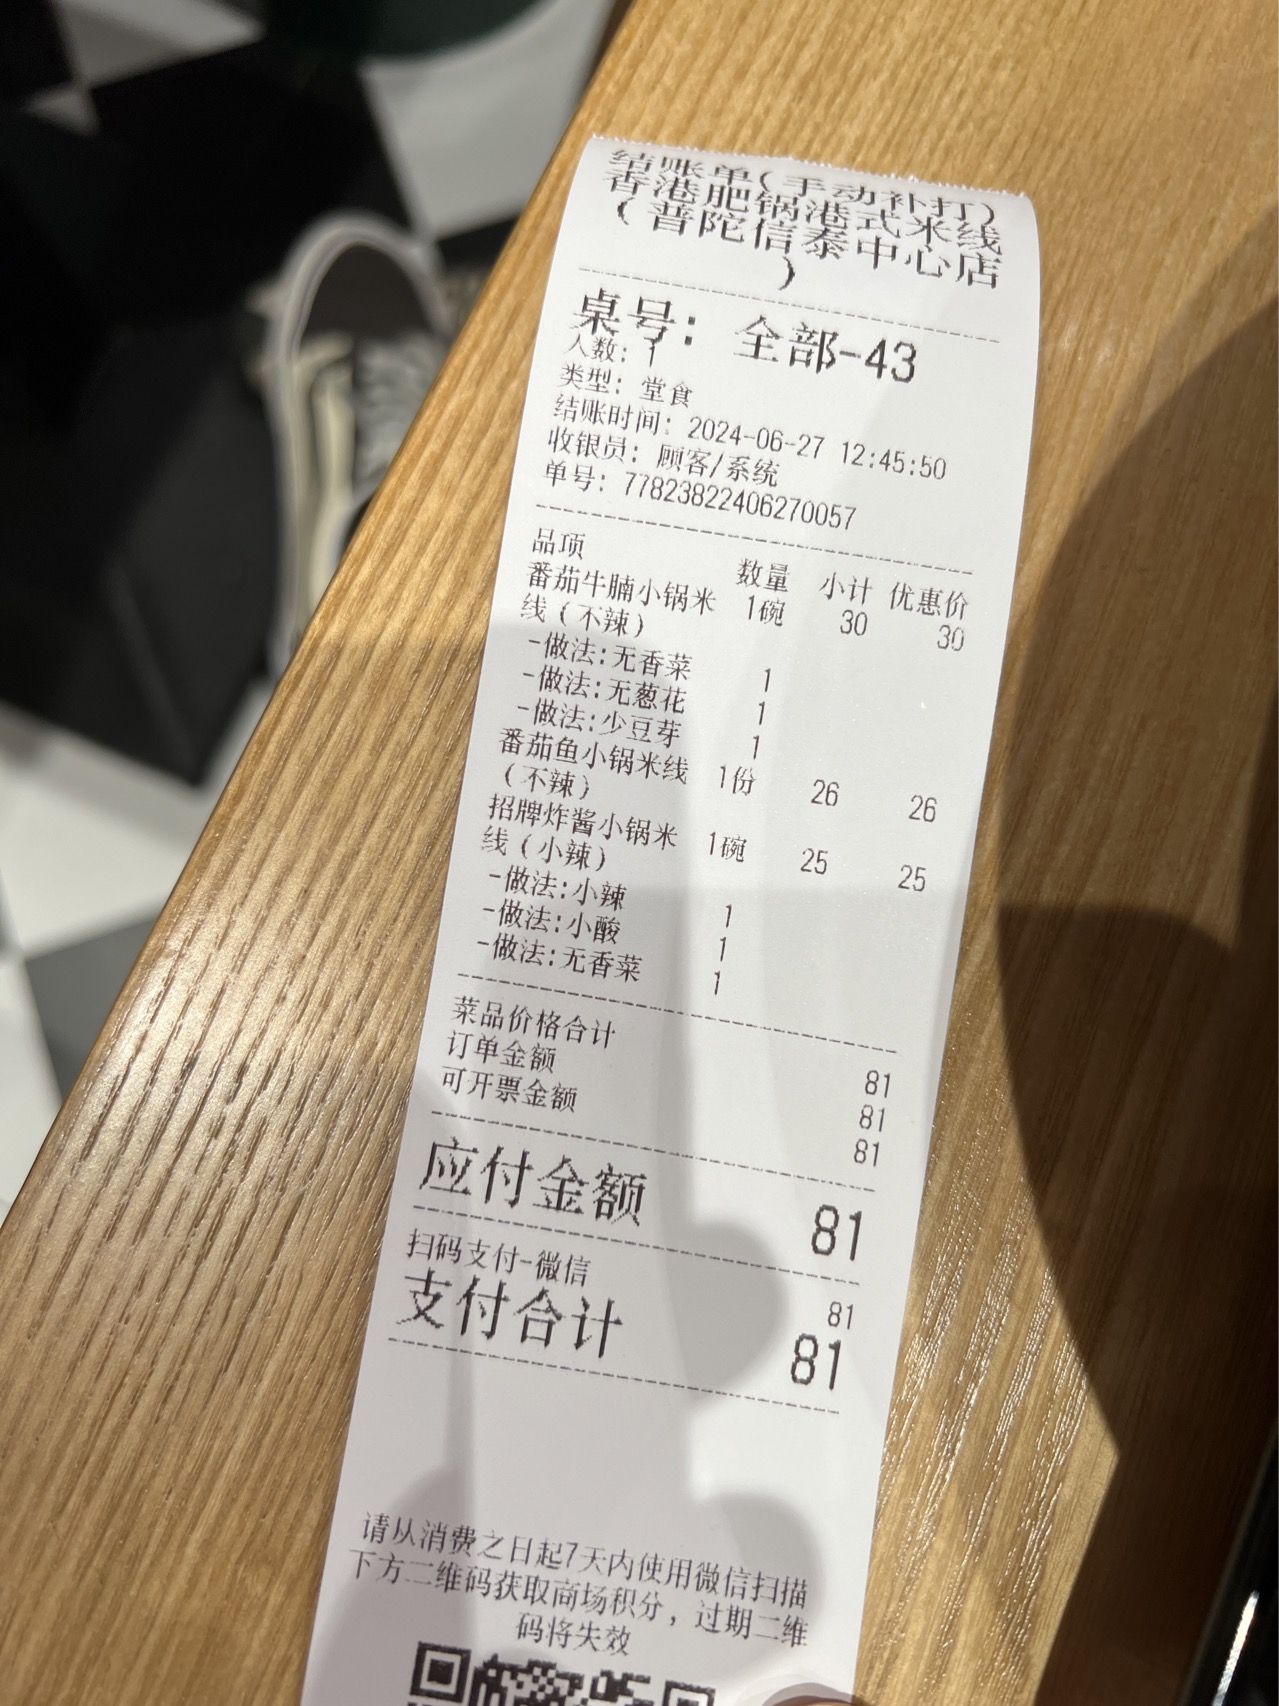 结账单(手动补打)
香港肥锅港式米线
(普陀信泰中心店
)
桌号: 全部-43
人数: 1
类型: 堂食
结账时间: 2024-06-27 12:45:50
收银员: 顾客/系统
单号: 77823822406270057
品项 数量 小计 优惠价
番茄牛腩小锅米 1碗 30 30
线(不辣)
-做法:无香菜 1
-做法:无葱花 1
-做法:少豆芽 1
番茄鱼小锅米线 1份 26 26
(不辣)
招牌炸酱小锅米 1碗 25 25
线(小辣)
-做法:小辣 1
-做法:小酸 1
-做法:无香菜 1
菜品价格合计 81
订单金额 81
可开票金额 81
应付金额 81
扫码支付-微信 81
支付合计 81
请从消费之日起7天内使用微信扫描
下方二维码获取商场积分，过期二维
码将失效